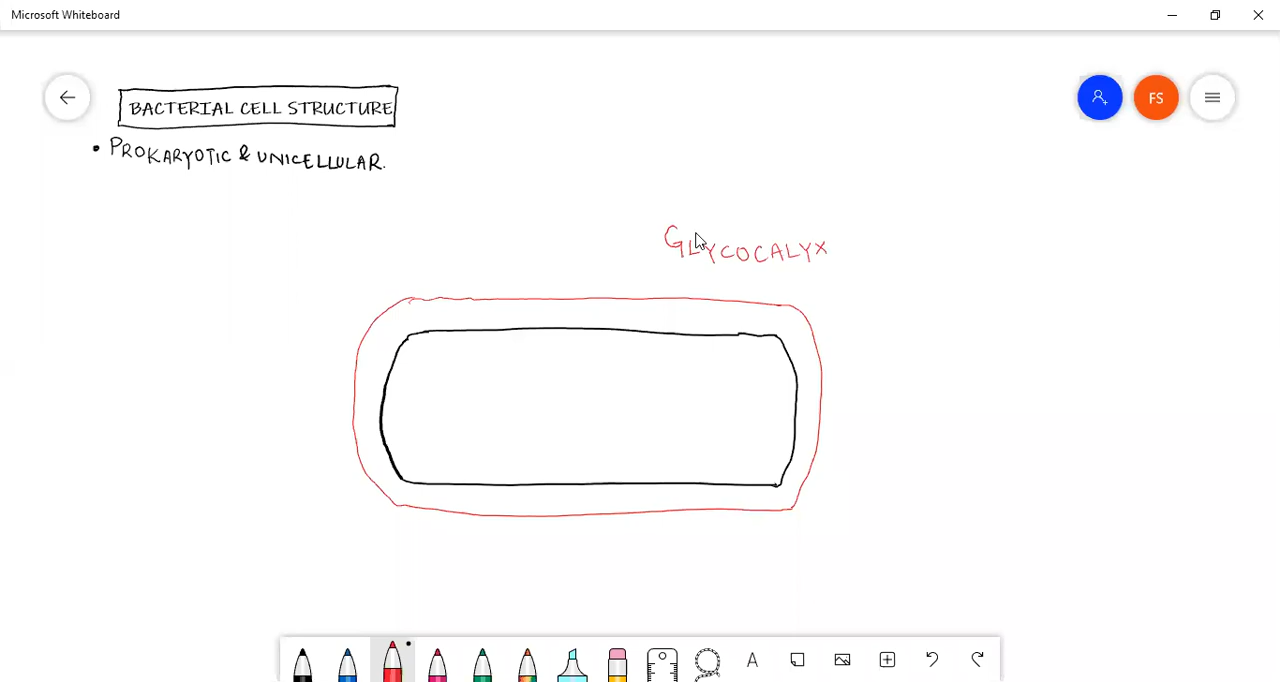 Microsoft Whiteboard
BACTERIAL CELL STRUCTURE
FS
• PROKARYOTIC & UNICELLULAR.
GLYCOCALYX
A